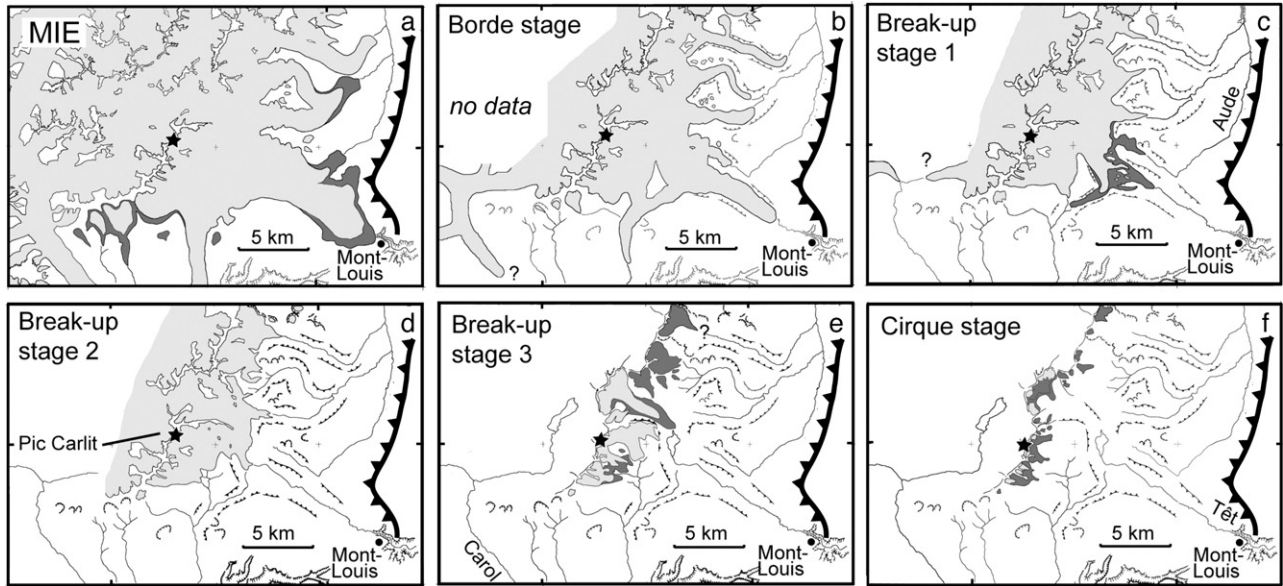 MIE
a
5 km
Mont-
Louis
Borde stage
b
no data
?
5 km
Mont-
Louis
Break-up
stage 1
c
?
Aude
5 km
Mont-
Louis
Break-up
stage 2
d
Pic Carlit
5 km
Mont-
Louis
Break-up
stage 3
e
?
Carol
5 km
Mont-
Louis
Cirque stage
f
5 km
Têt
Mont-
Louis